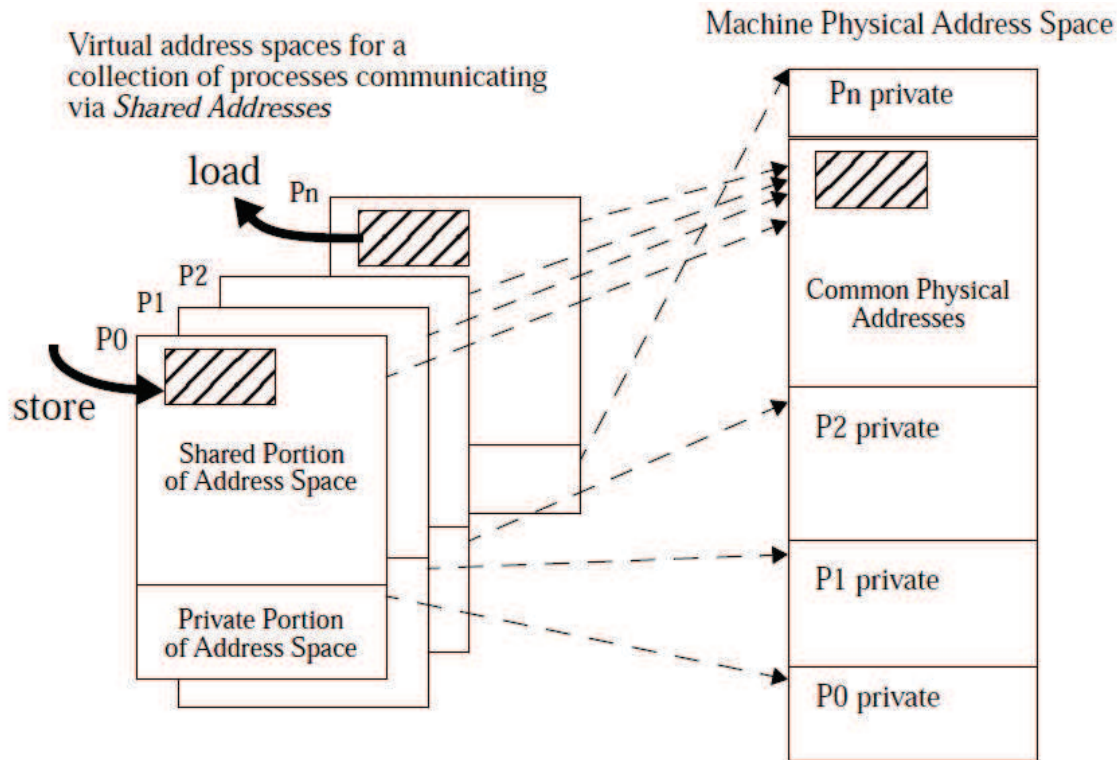 Machine Physical Address Space
Virtual address spaces for a
collection of processes communicating
via Shared Addresses
load
Pn
P2
P1
P0
store
Shared Portion
of Address Space
Private Portion
of Address Space
Pn private
Common Physical
Addresses
P2 private
P1 private
P0 private